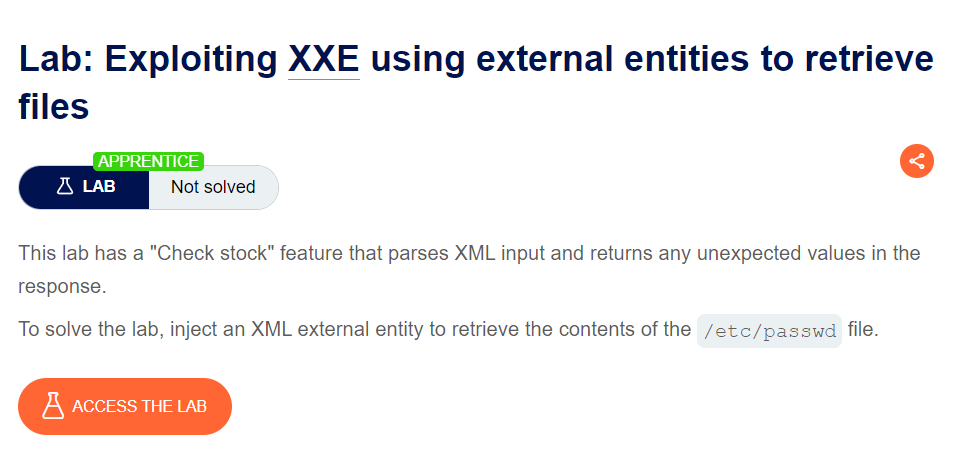 Lab: Exploiting XXE using external entities to retrieve
files
APPRENTICE
LAB Not solved
This lab has a "Check stock" feature that parses XML input and returns any unexpected values in the
response.
To solve the lab, inject an XML external entity to retrieve the contents of the /etc/passwd file.
ACCESS THE LAB